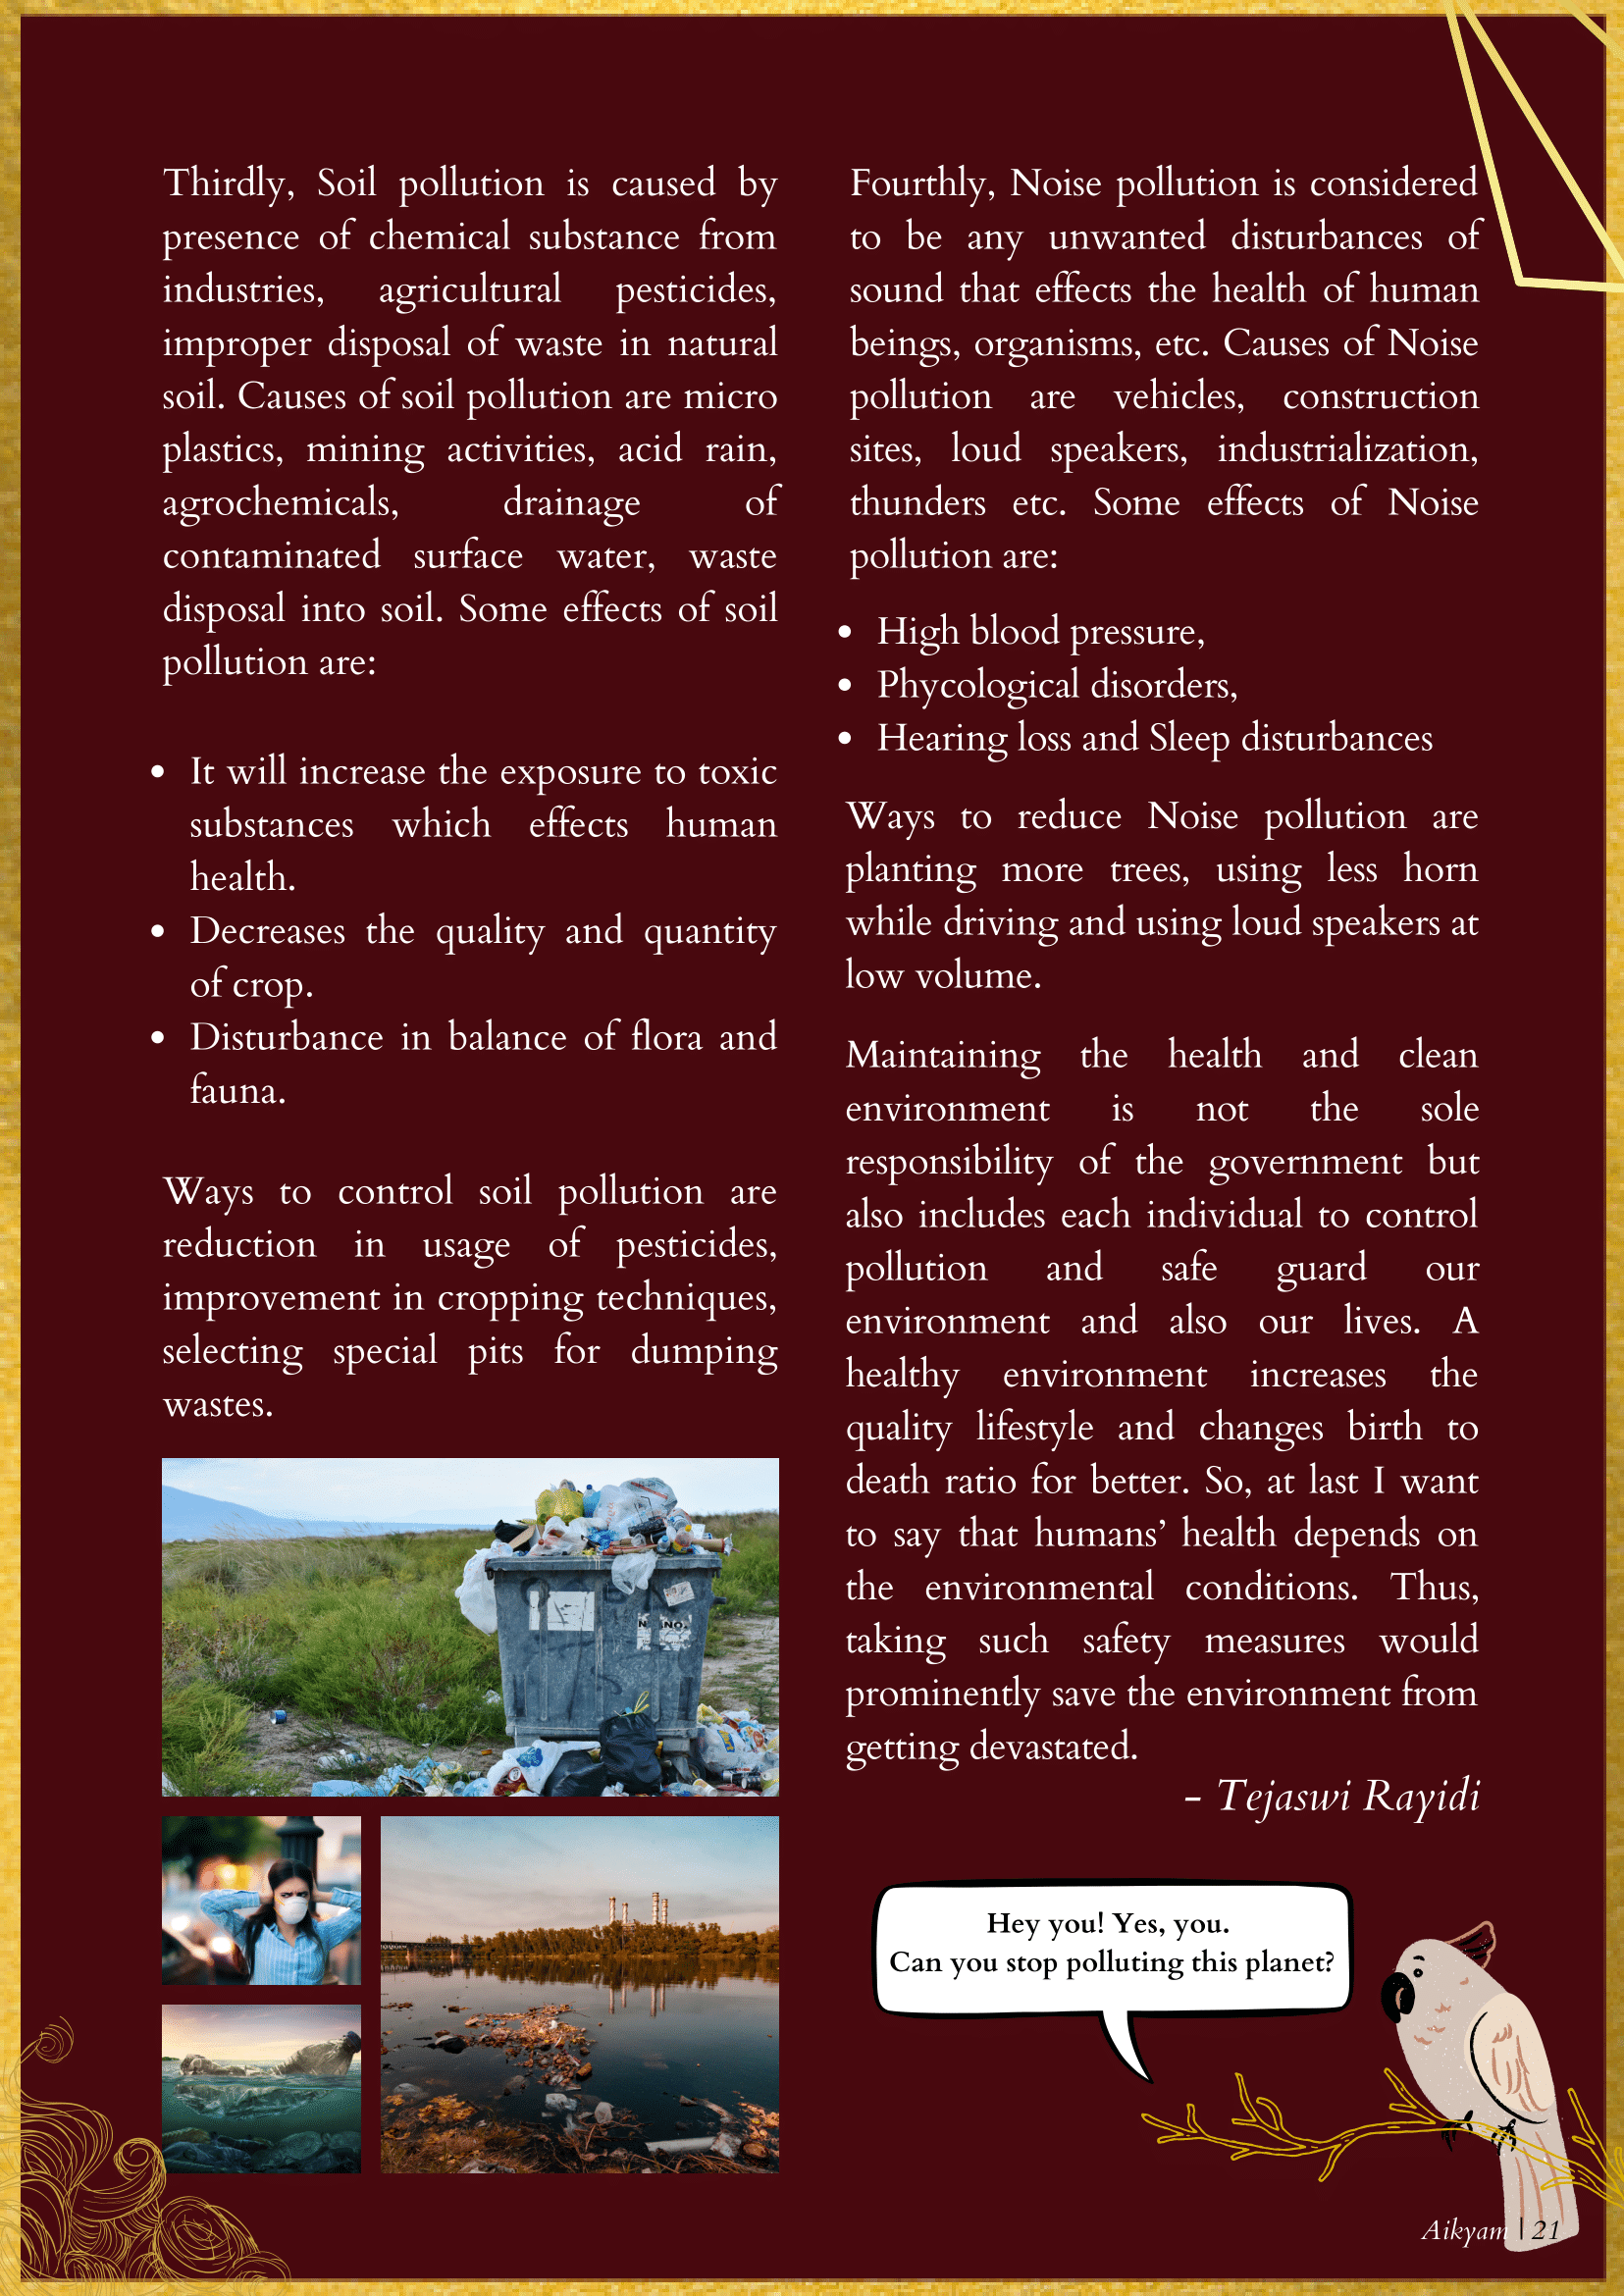 Thirdly, Soil pollution is caused by
presence of chemical substance from
industries, agricultural pesticides,
improper disposal of waste in natural
soil. Causes of soil pollution are micro
plastics, mining activities, acid rain,
agrochemicals, drainage of
contaminated surface water, waste
disposal into soil. Some effects of soil
pollution are:
• It will increase the exposure to toxic
substances which effects human
health.
• Decreases the quality and quantity
of crop.
• Disturbance in balance of flora and
fauna.
Ways to control soil pollution are
reduction in usage of pesticides,
improvement in cropping techniques,
selecting special pits for dumping
wastes.
Fourthly, Noise pollution is considered
to be any unwanted disturbances of
sound that effects the health of human
beings, organisms, etc. Causes of Noise
pollution are vehicles, construction
sites, loud speakers, industrialization,
thunders etc. Some effects of Noise
pollution are:
• High blood pressure,
• Phycological disorders,
• Hearing loss and Sleep disturbances
Ways to reduce Noise pollution are
planting more trees, using less horn
while driving and using loud speakers at
low volume.
Maintaining the health and clean
environment is not the sole
responsibility of the government but
also includes each individual to control
pollution and safe guard our
environment and also our lives. A
healthy environment increases the
quality lifestyle and changes birth to
death ratio for better. So, at last I want
to say that humans’ health depends on
the environmental conditions. Thus,
taking such safety measures would
prominently save the environment from
getting devastated.
- Tejaswi Rayidi
Hey you! Yes, you.
Can you stop polluting this planet?
Aikyam | 21